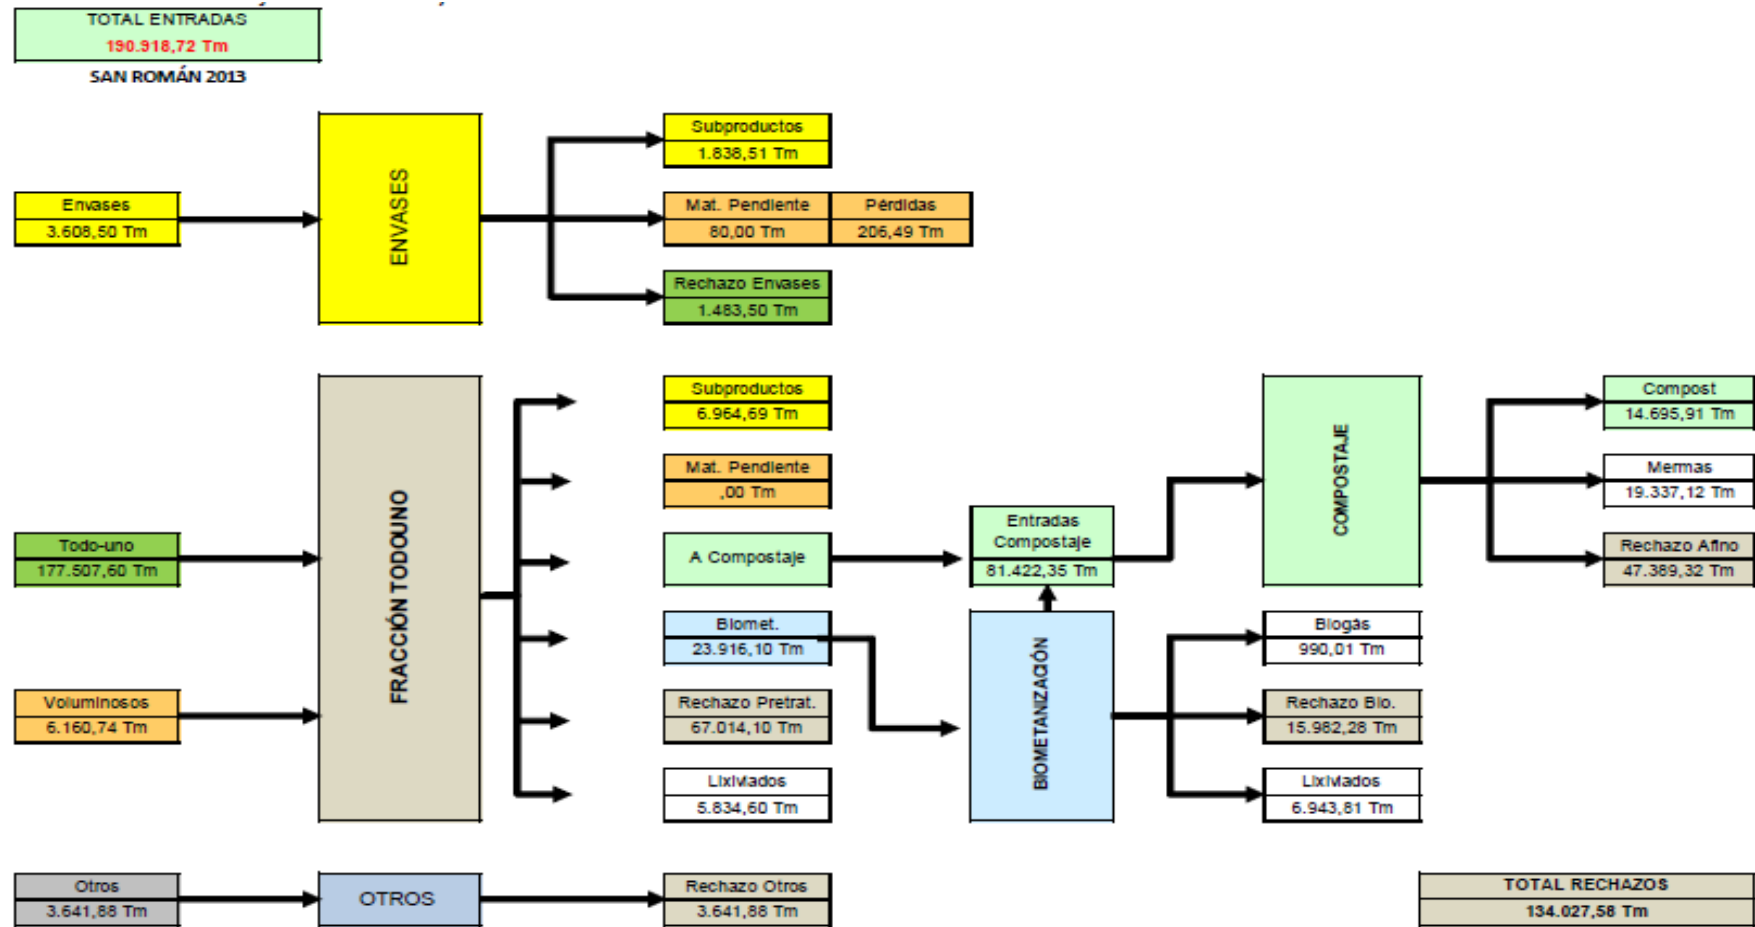 TOTAL ENTRADAS
190.918,72 Tm
SAN ROMÁN 2013
Envases
3.608,50 Tm
ENVASES
Subproductos
1.838,51 Tm
Mat. Pendiente
80,00 Tm
Pérdidas
206,49 Tm
Rechazo Envases
1.483,50 Tm
Todo-uno
177.507,60 Tm
Voluminosos
6.160,74 Tm
FRACCIÓN TODOUNO
Subproductos
6.964,69 Tm
Mat. Pendiente
,00 Tm
A Compostaje
Biomet.
23.916,10 Tm
Rechazo Pretrat.
67.014,10 Tm
Lixiviados
5.834,60 Tm
Entradas
Compostaje
81.422,35 Tm
BIOMETANIZACIÓN
COMPOSTAJE
Compost
14.695,91 Tm
Mermas
19.337,12 Tm
Rechazo Afino
47.389,32 Tm
Biogás
990,01 Tm
Rechazo Bio.
15.982,28 Tm
Lixiviados
6.943,81 Tm
Otros
3.641,88 Tm
OTROS
Rechazo Otros
3.641,88 Tm
TOTAL RECHAZOS
134.027,58 Tm